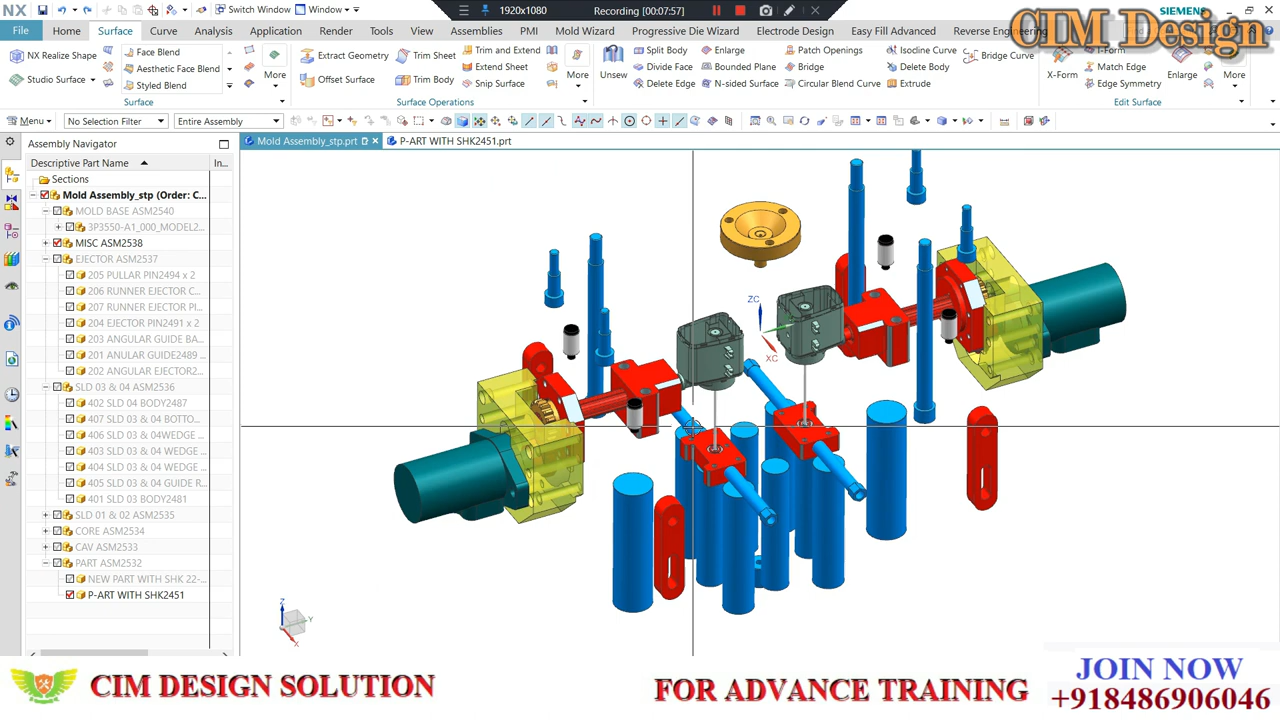 NX
Switch Window
Window
1920x1080
Recording [00:07:57]
SIEMENS
CIM Design
File
Home
Surface
Curve
Analysis
Application
Render
Tools
View
Assemblies
PMI
Mold Wizard
Progressive Die Wizard
Electrode Design
Easy Fill Advanced
Reverse Engineering
NX Realize Shape
Studio Surface
Face Blend
Aesthetic Face Blend
Styled Blend
More
Surface
Extract Geometry
Offset Surface
Trim Sheet
Trim Body
Trim and Extend
Extend Sheet
Snap Surface
More
Surface Operations
Unsew
Split Body
Divide Face
Delete Edge
Enlarge
Bounded Plane
N-sided Surface
Patch Openings
Bridge
Circular Blend Curve
Isocline Curve
Delete Body
Extrude
Bridge Curve
X-Form
I-Form
Match Edge
Edge Symmetry
Enlarge
More
Edit Surface
Menu
No Selection Filter
Entire Assembly
Assembly Navigator
Mold Assembly_stp.prt
P-ART WITH SHK2451.prt
Descriptive Part Name
In...
Sections
Mold Assembly_stp (Order: C...
MOLD BASE ASM2540
3P3550-A1_000_MODEL2...
MISC ASM2538
EJECTOR ASM2537
205 PULLAR PIN2494 x 2
206 RUNNER EJECTOR C...
207 RUNNER EJECTOR PI...
204 EJECTOR PIN2491 x 2
203 ANGULAR GUIDE BA...
201 ANULAR GUIDE2489
202 ANGULAR EJECTOR2...
SLD 03 & 04 ASM2536
402 SLD 04 BODY2487
407 SLD 03 & 04 BOTTO...
406 SLD 03 & 04WEDGE
403 SLD 03 & 04 WEDGE
404 SLD 03 & 04 WEDGE
405 SLD 03 & 04 GUIDE R...
401 SLD 03 BODY2481
SLD 01 & 02 ASM2535
CORE ASM2534
CAV ASM2533
PART ASM2532
NEW PART WITH SHK 22-...
P-ART WITH SHK2451
ZC
XC
Z
Y
X
CIM DESIGN SOLUTION
FOR ADVANCE TRAINING
JOIN NOW
+918486906046